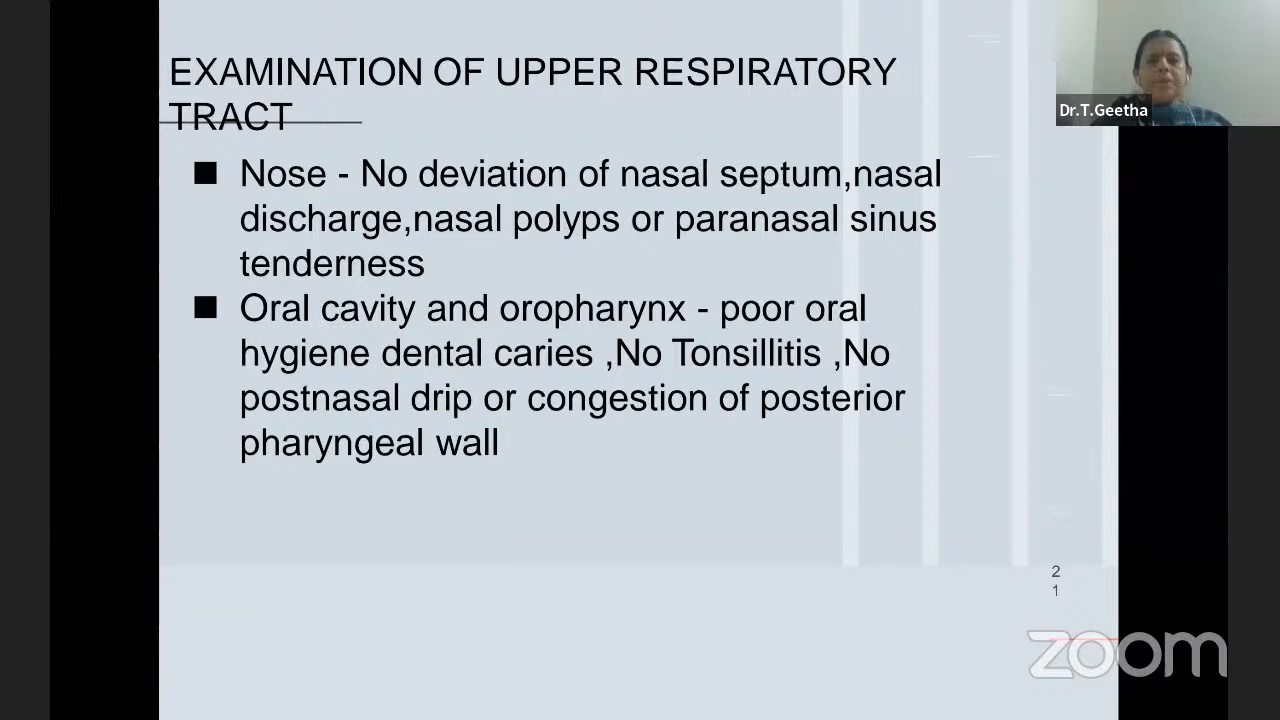 EXAMINATION OF UPPER RESPIRATORY
TRACT
Dr.T.Geetha
■ Nose - No deviation of nasal septum,nasal
discharge,nasal polyps or paranasal sinus
tenderness
■ Oral cavity and oropharynx - poor oral
hygiene dental caries ,No Tonsillitis ,No
postnasal drip or congestion of posterior
pharyngeal wall
2
1
zoom